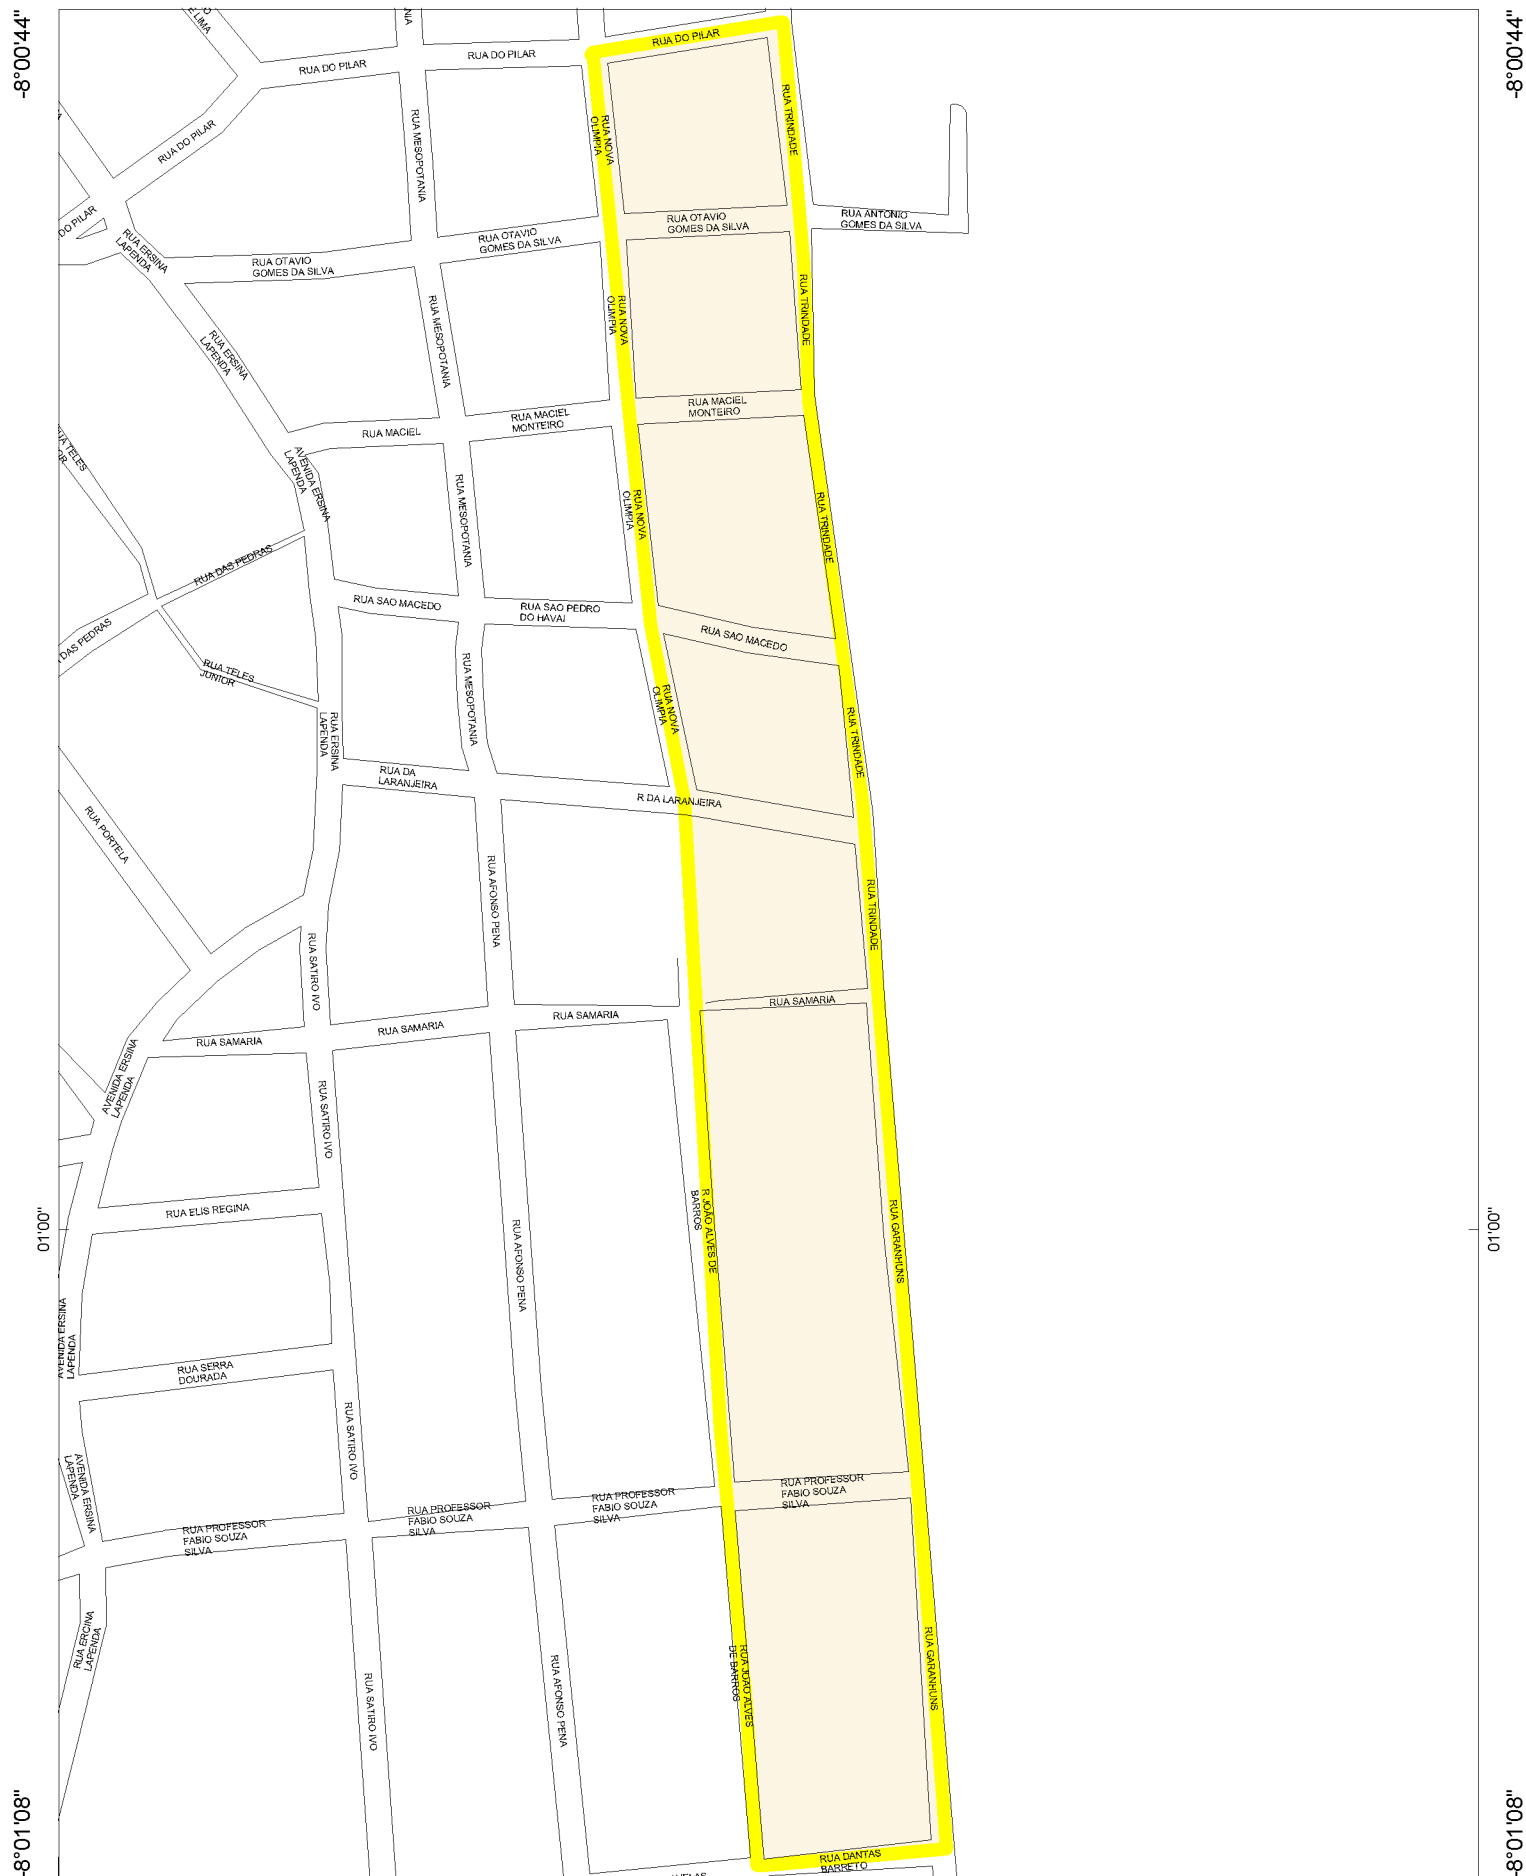 -8°00'44"
-8°00'44"
E LIMA
NIA
RUA DO PILAR
RUA DO PILAR
RUA DO PILAR
RUA DO PILAR
DO PILAR
RUA MESOPOTANIA
RUA NOVA
OLIMPIA
RUA TRINDADE
RUA ERSINA
LAPENDA
RUA OTAVIO
GOMES DA SILVA
RUA OTAVIO
GOMES DA SILVA
RUA OTAVIO
GOMES DA SILVA
RUA ANTONIO
GOMES DA SILVA
RUA ERSINA
LAPENDA
RUA MESOPOTANIA
RUA NOVA
OLIMPIA
RUA TRINDADE
RUA MACIEL
RUA MACIEL
MONTEIRO
RUA MACIEL
MONTEIRO
UA TELES
OR
AVENIDA ERSINA
LAPENDA
RUA MESOPOTANIA
RUA NOVA
OLIMPIA
RUA TRINDADE
RUA DAS PEDRAS
DAS PEDRAS
RUA SAO MACEDO
RUA SAO PEDRO
DO HAVAI
RUA SAO MACEDO
RUA TELES
JUNIOR
RUA ERSINA
LAPENDA
RUA MESOPOTANIA
RUA NOVA
OLIMPIA
RUA TRINDADE
RUA DA
LARANJEIRA
R DA LARANJEIRA
RUA PORTELA
RUA AFONSO PENA
RUA TRINDADE
RUA SATIRO IVO
RUA SAMARIA
RUA SAMARIA
RUA SAMARIA
RUA SAMARIA
AVENIDA ERSINA
LAPENDA
RUA SATIRO IVO
01'00"
RUA ELIS REGINA
RUA AFONSO PENA
R JOÃO ALVES DE
BARROS
RUA GARANHUNS
01'00"
AVENIDA ERSINA
LAPENDA
RUA SERRA
DOURADA
RUA SATIRO IVO
AVENIDA ERSINA
LAPENDA
RUA PROFESSOR
FABIO SOUZA
SILVA
RUA PROFESSOR
FABIO SOUZA
SILVA
RUA PROFESSOR
FABIO SOUZA
SILVA
RUA PROFESSOR
FABIO SOUZA
SILVA
RUA ERCINA
LAPENDA
RUA SATIRO IVO
RUA AFONSO PENA
RUA JOAO ALVES
DE BARROS
RUA GARANHUNS
RUA DANTAS
BARRETO
-8°01'08"
-8°01'08"